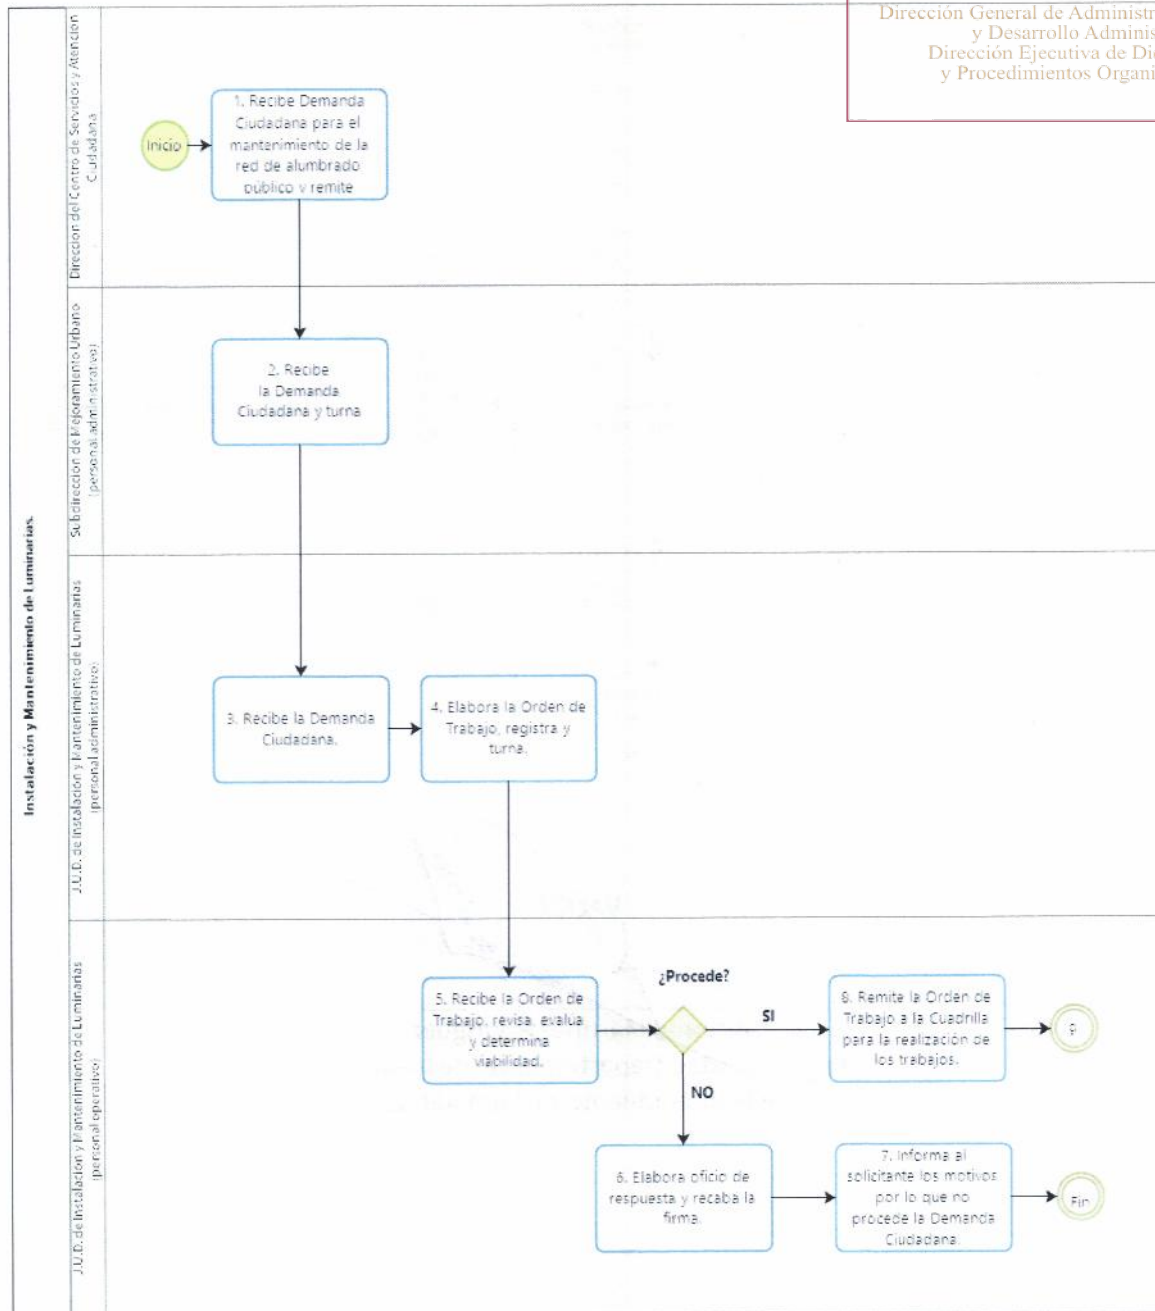 Dirección General de Administr
y Desarrollo Adminis
Dirección Ejecutiva de Di
y Procedimientos Organi
Instalación y Mantenimiento de Luminarias.
Dirección del Centro de Servicios y Atención
Ciudadana
Inicio
1. Recibe Demanda
Ciudadana para el
mantenimiento de la
red de alumbrado
público y remite
Subdirección de Mejoramiento Urbano
(personal administrativo)
2. Recibe
la Demanda
Ciudadana y turna
J.U.D. de Instalación y Mantenimiento de Luminarias
(personal administrativo)
3. Recibe la Demanda
Ciudadana.
4. Elabora la Orden de
Trabajo, registra y
turna.
J.U.D. de Instalación y Mantenimiento de Luminarias
(personal operativo)
5. Recibe la Orden de
Trabajo, revisa, evalua
y determina
viabilidad.
¿Procede?
SI
8. Remite la Orden de
Trabajo a la Cuadrilla
para la realización de
los trabajos.
9
NO
6. Elabora oficio de
respuesta y recaba la
firma.
7. Informa al
solicitante los motivos
por lo que no
procede la Demanda
Ciudadana.
Fin